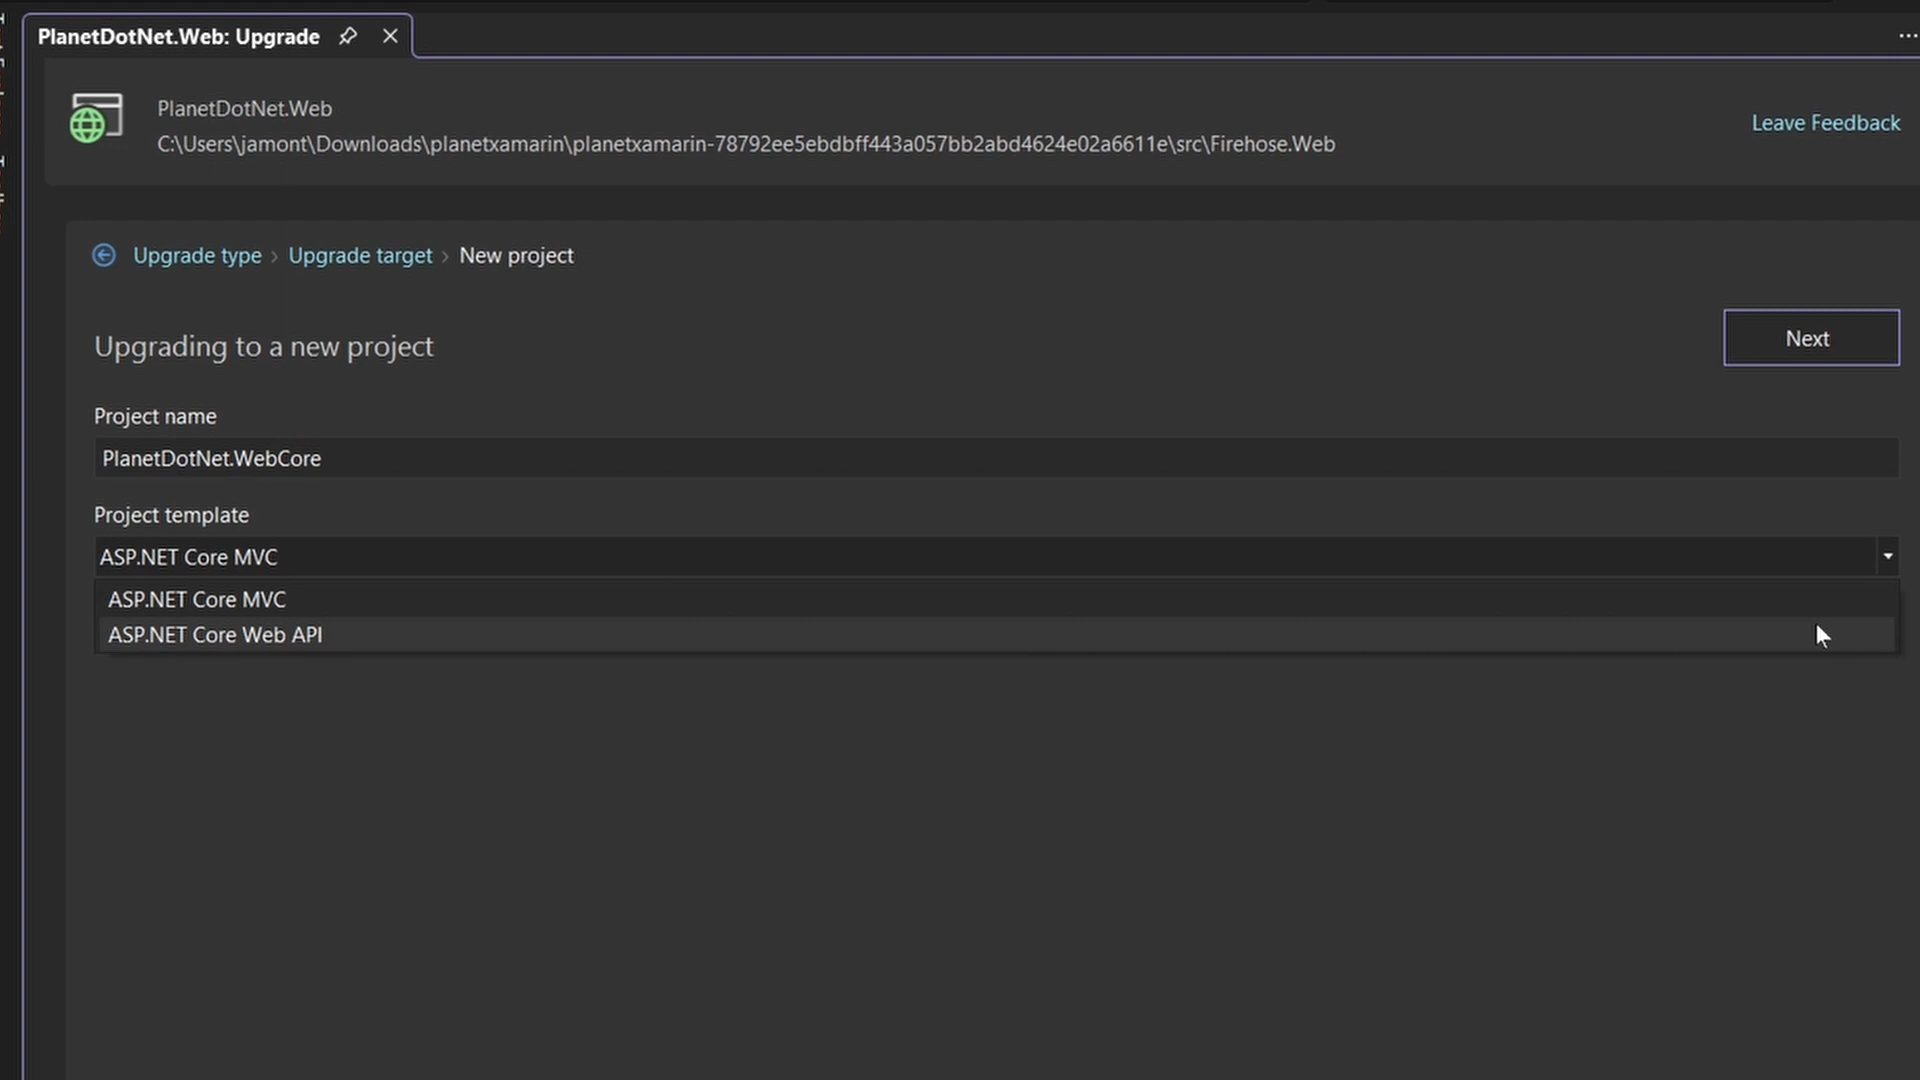 PlanetDotNet.Web: Upgrade
PlanetDotNet.Web
C:\Users\jamont\Downloads\planetxamarin\planetxamarin-78792ee5ebdbff443a057bb2abd4624e02a6611e\src\Firehose.Web
Leave Feedback
Upgrade type › Upgrade target › New project
Upgrading to a new project
Next
Project name
PlanetDotNet.WebCore
Project template
ASP.NET Core MVC
ASP.NET Core MVC
ASP.NET Core Web API